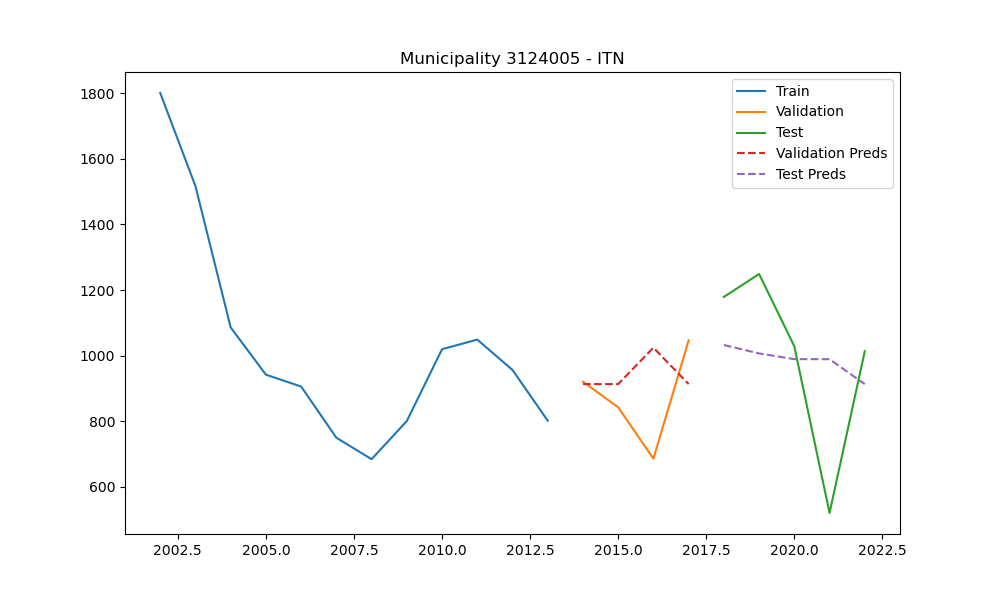 Municipality 3124005 - ITN
Train
Validation
Test
Validation Preds
Test Preds
1800
1600
1400
1200
1000
800
600
2002.5 2005.0 2007.5 2010.0 2012.5 2015.0 2017.5 2020.0 2022.5